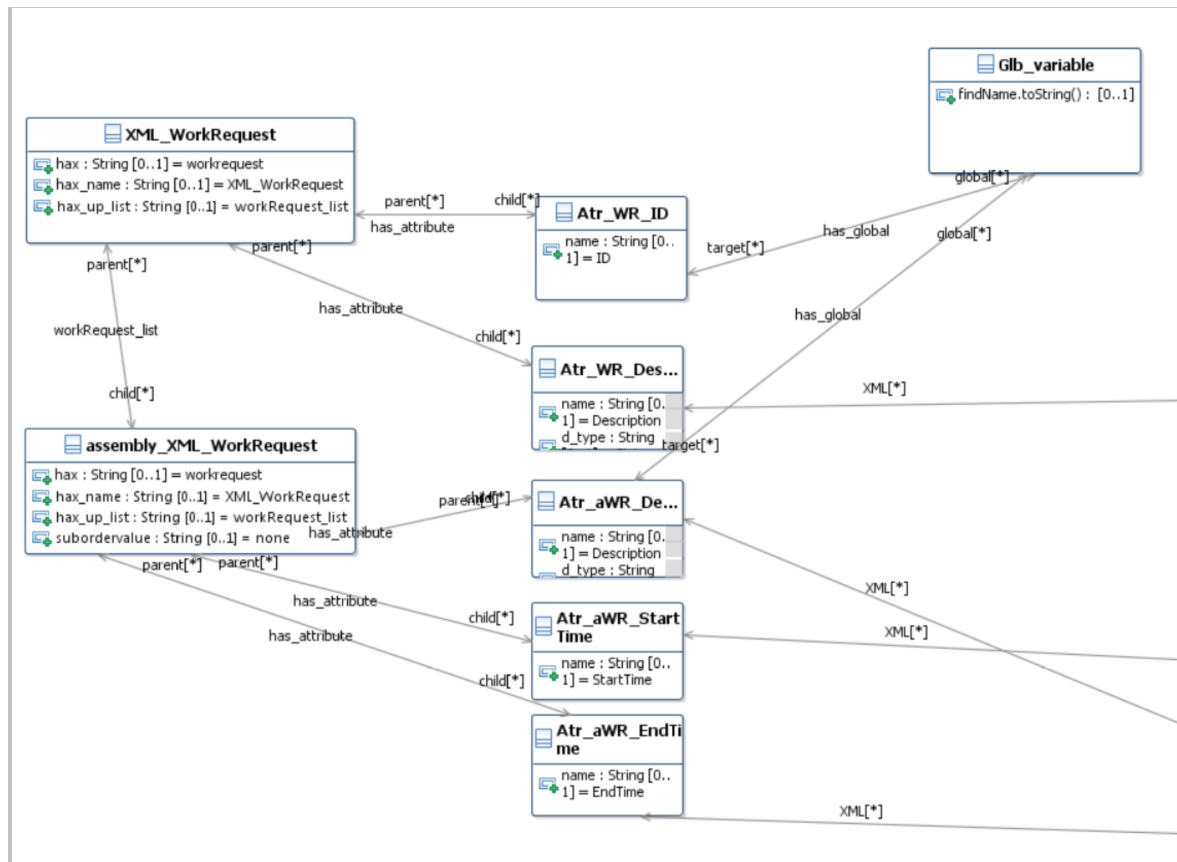 Glb_variable
findName.toString() : [0..1]
XML_WorkRequest
hax : String [0..1] = workrequest
hax_name : String [0..1] = XML_WorkRequest
hax_up_list : String [0..1] = workRequest_list
global[*]
parent[*]
child[*]
has_attribute
Atr_WR_ID
name : String [0..
1] = ID
has_global
global[*]
target[*]
parent[*]
parent[*]
has_attribute
has_global
workRequest_list
child[*]
Atr_WR_Des...
name : String [0..
1] = Description
d_type : String
XML[*]
child[*]
assembly_XML_WorkRequest
hax : String [0..1] = workrequest
hax_name : String [0..1] = XML_WorkRequest
hax_up_list : String [0..1] = workRequest_list
subordervalue : String [0..1] = none
target[*]
parent[*]
child[*]
has_attribute
Atr_aWR_De...
name : String [0..
1] = Description
d_type : String
parent[*]
parent[*]
has_attribute
has_attribute
child[*]
XML[*]
Atr_aWR_Start
Time
name : String [0..
1] = StartTime
XML[*]
child[*]
Atr_aWR_EndTi
me
name : String [0..
1] = EndTime
XML[*]